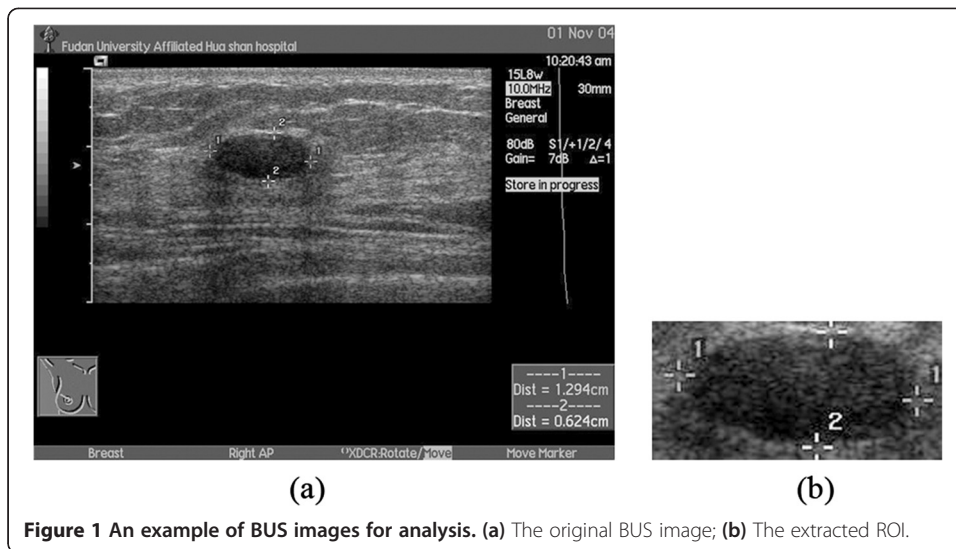 01 Nov 04
Fudan University Affiliated Hua shan hospital
10:20:43 am
15L8w
10.0MHz 30mm
Breast
General
80dB S1/+1/2/ 4
Gain= 7dB Δ=1
Store in progress
2
1
1
2
----1----
Dist = 1.294cm
----2----
Dist = 0.624cm
Breast Right AP XDCR:Rotate/Move Move Marker
1
1
2
(a) (b)
Figure 1 An example of BUS images for analysis. (a) The original BUS image; (b) The extracted ROI.